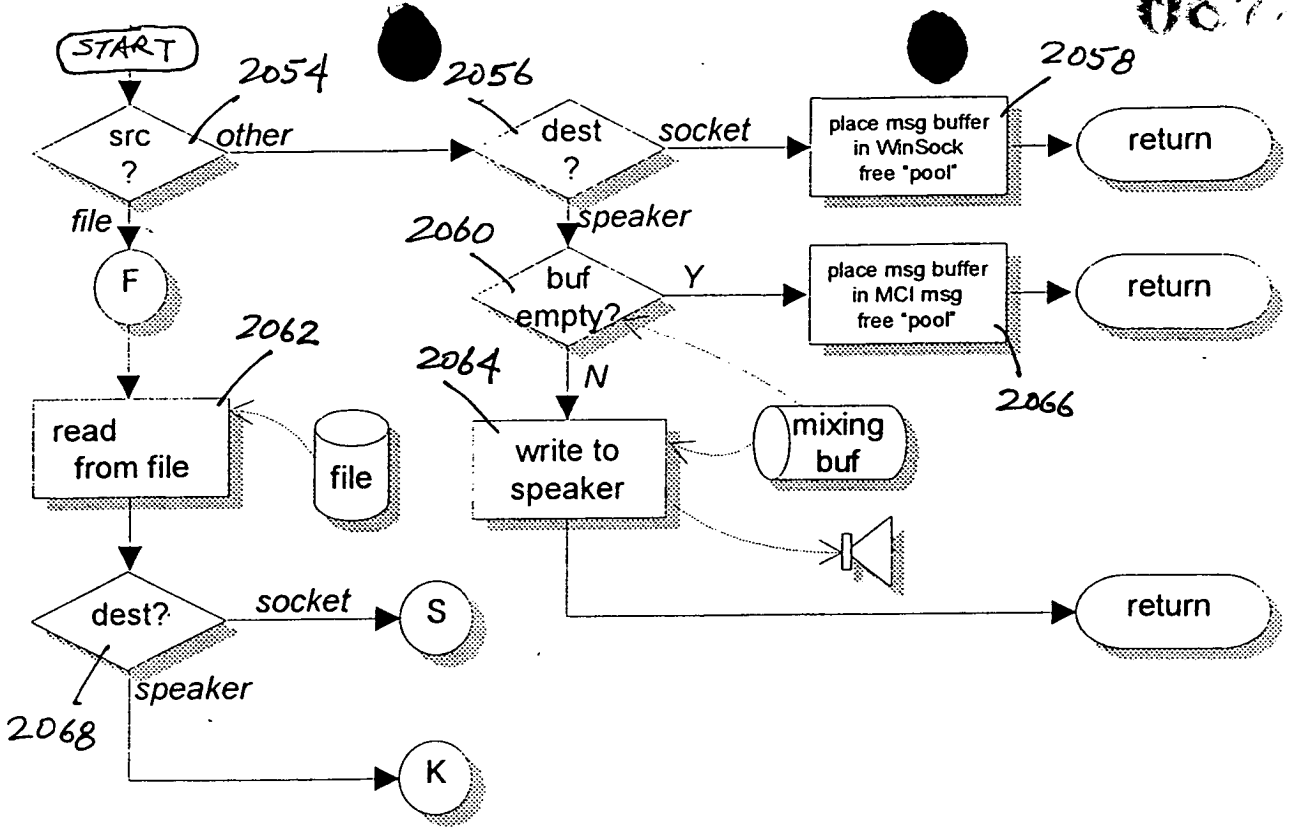 START
2054
2056
2058
src
?
other
dest
?
socket
place msg buffer
in WinSock
free "pool"
return
file
speaker
2060
F
buf
empty?
Y
place msg buffer
in MCI msg
free "pool"
return
2062
2064
N
2066
read
from file
file
write to
speaker
mixing
buf
dest?
socket
S
return
speaker
2068
K